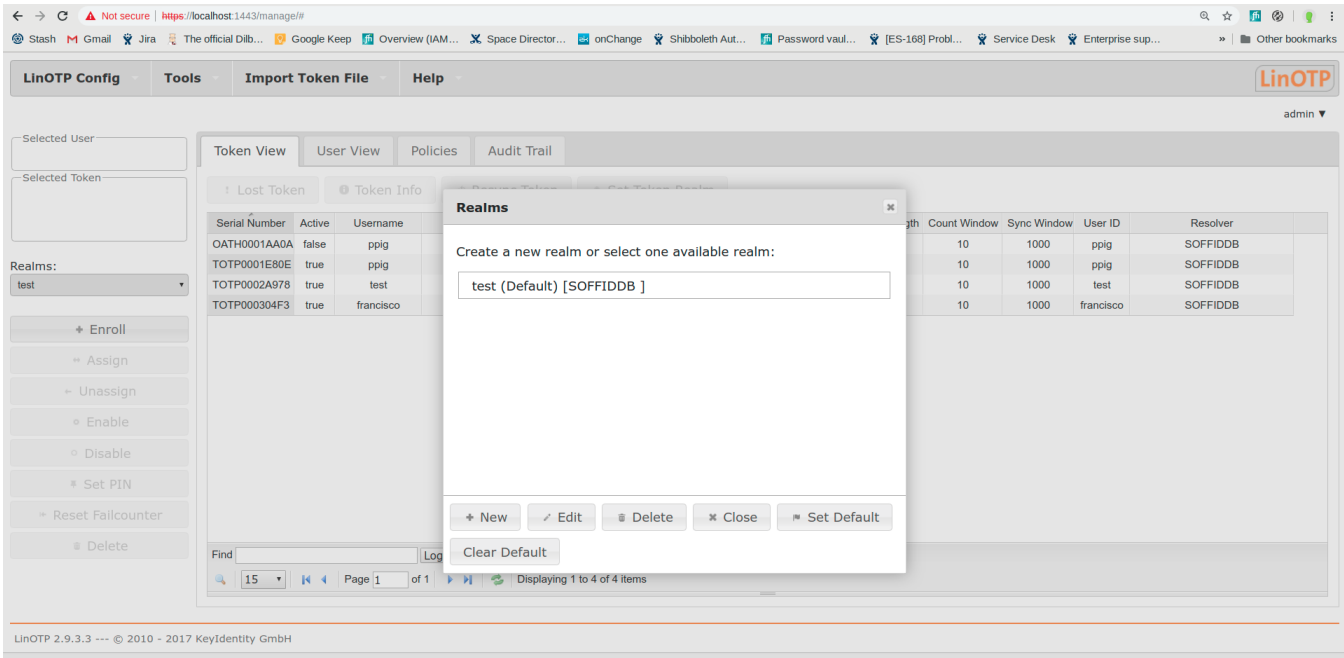 Not secure | https://localhost:1443/manage/#
Stash Gmail Jira The official Dilb... Google Keep Overview (IAM... Space Director... onChange Shibboleth Aut... Password vaul... [ES-168] Probl... Service Desk Enterprise sup... » Other bookmarks
LinOTP Config Tools Import Token File Help LinOTP
admin ▼
Selected User
Token View User View Policies Audit Trail
Selected Token
Lost Token Token Info Set Token Realm
Realms
Serial Number Active Username Count Window Sync Window User ID Resolver
OATH0001AA0A false ppig 10 1000 ppig SOFFIDDB
TOTP0001E80E true ppig 10 1000 ppig SOFFIDDB
TOTP0002A978 true test 10 1000 test SOFFIDDB
TOTP000304F3 true francisco 10 1000 francisco SOFFIDDB
Create a new realm or select one available realm:
test (Default) [SOFFIDDB ]
Realms:
test
Enroll
Assign
Unassign
Enable
Disable
Set PIN
Reset Failcounter
Delete
New Edit Delete Close Set Default
Clear Default
Find
15 Page 1 of 1 Displaying 1 to 4 of 4 items
LinOTP 2.9.3.3 --- © 2010 - 2017 KeyIdentity GmbH